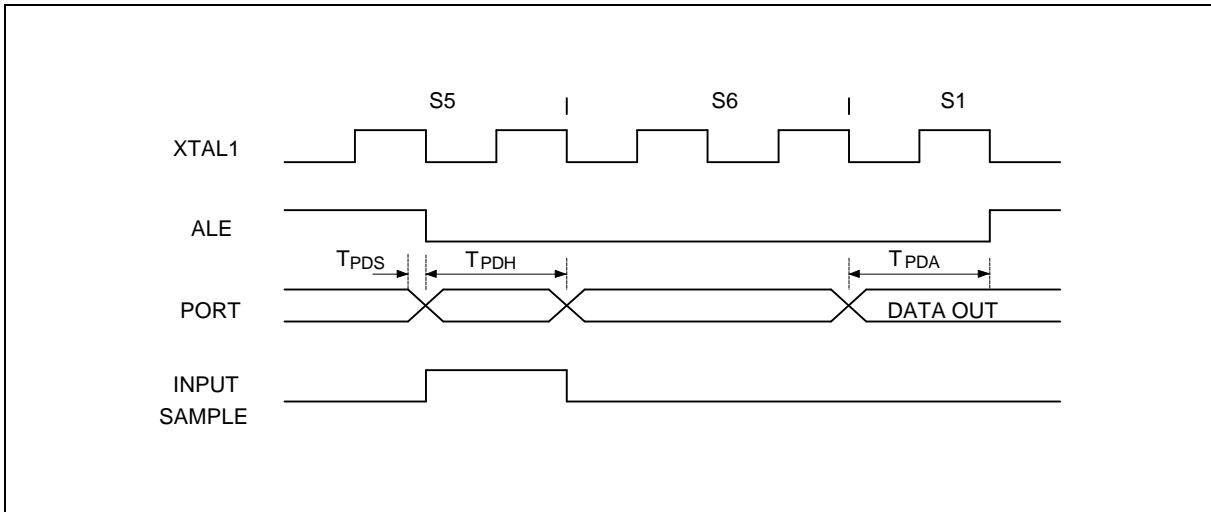 S5 | S6 | S1
XTAL1
ALE
TPDS TPDH TPDA
PORT DATA OUT
INPUT
SAMPLE